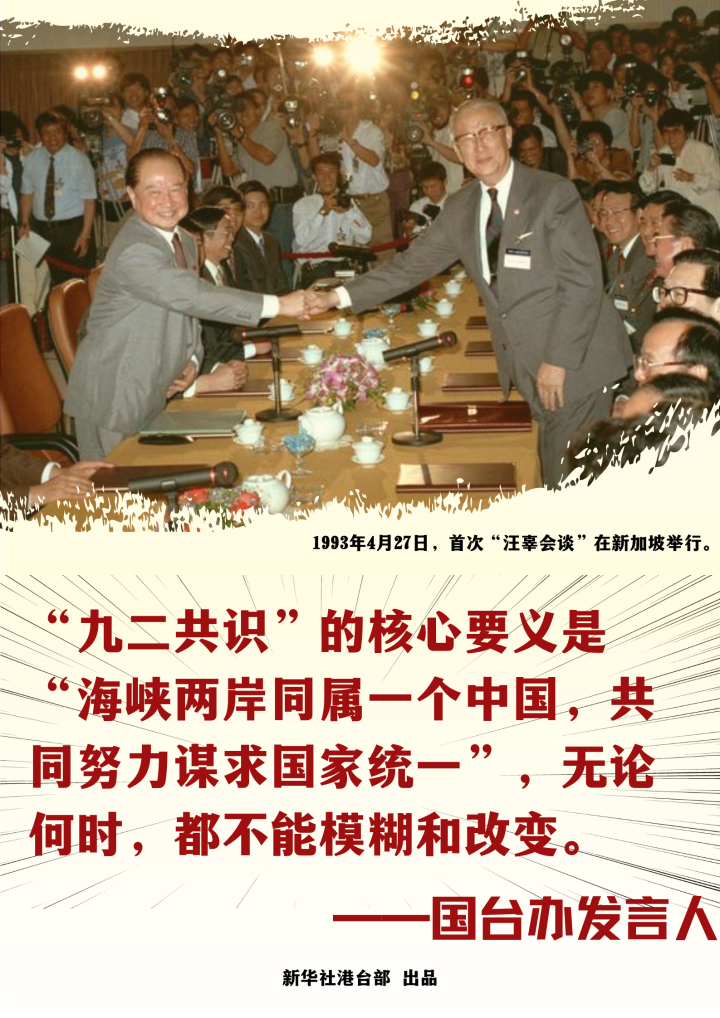 1993年4月27日，首次“汪辜会谈”在新加坡举行。
“九二共识”的核心要义是
“海峡两岸同属一个中国，共
同努力谋求国家统一”，无论
何时，都不能模糊和改变。
——国台办发言人
新华社港台部 出品